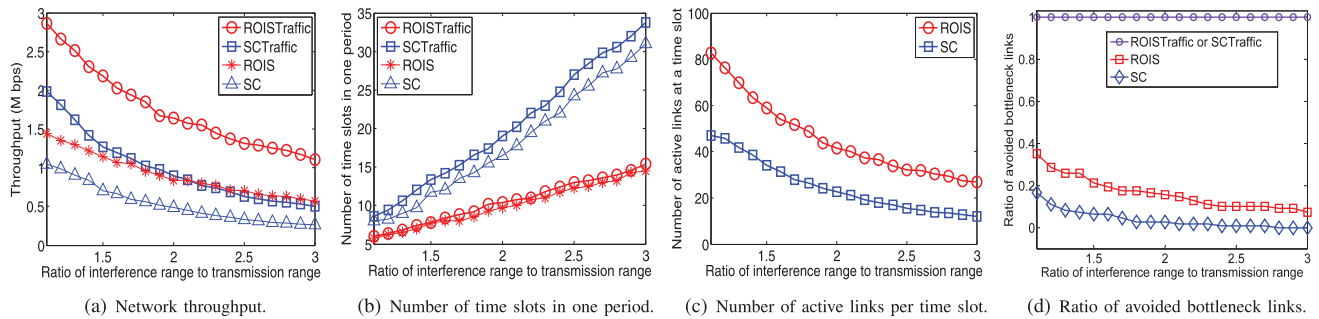 Throughput (M bps)
3
2.5
2
1.5
1
0.5
0
ROISTraffic
SCTraffic
ROIS
SC
1.5 2 2.5 3
Ratio of interference range to transmission range
(a) Network throughput.
Number of time slots in one period
35
30
25
20
15
10
5
ROISTraffic
SCTraffic
ROIS
SC
1.5 2 2.5 3
Ratio of interference range to transmission range
(b) Number of time slots in one period.
Number of active links at a time slot
100
80
60
40
20
0
ROIS
SC
1.5 2 2.5 3
Ratio of interference range to transmission range
(c) Number of active links per time slot.
Ratio of avoided bottleneck links
1
0.8
0.6
0.4
0.2
0
ROISTraffic or SCTraffic
ROIS
SC
1.5 2 2.5 3
Ratio of interference range to transmission range
(d) Ratio of avoided bottleneck links.